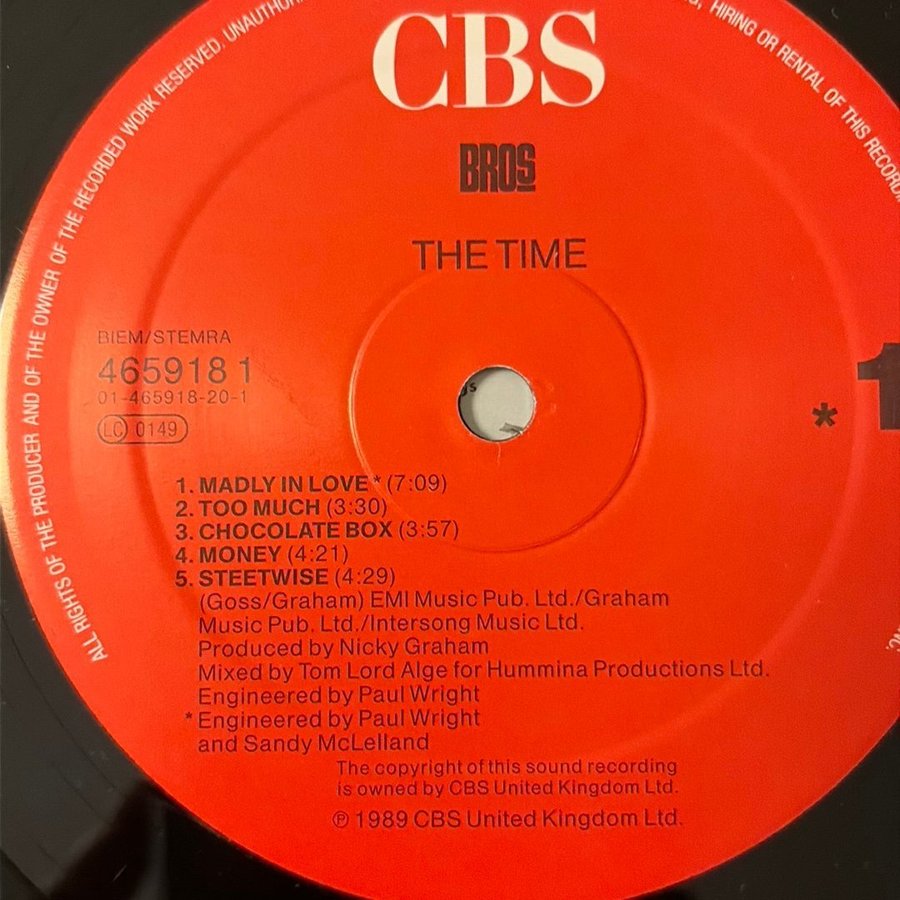 CBS
BROS
THE TIME
BIEM/STEMRA
465918 1
01-465918-20-1
LC 0149
* 1
1. MADLY IN LOVE * (7:09)
2. TOO MUCH (3:30)
3. CHOCOLATE BOX (3:57)
4. MONEY (4:21)
5. STEETWISE (4:29)
(Goss/Graham) EMI Music Pub. Ltd./Graham
Music Pub. Ltd./Intersong Music Ltd.
Produced by Nicky Graham
Mixed by Tom Lord Alge for Hummina Productions Ltd.
Engineered by Paul Wright
* Engineered by Paul Wright
and Sandy McLelland
The copyright of this sound recording
is owned by CBS United Kingdom Ltd.
℗ 1989 CBS United Kingdom Ltd.
ALL RIGHTS OF THE PRODUCER AND OF THE OWNER OF THE RECORDED WORK RESERVED. UNAUTHOR
HIRING OR RENTAL OF THIS RECORDIN